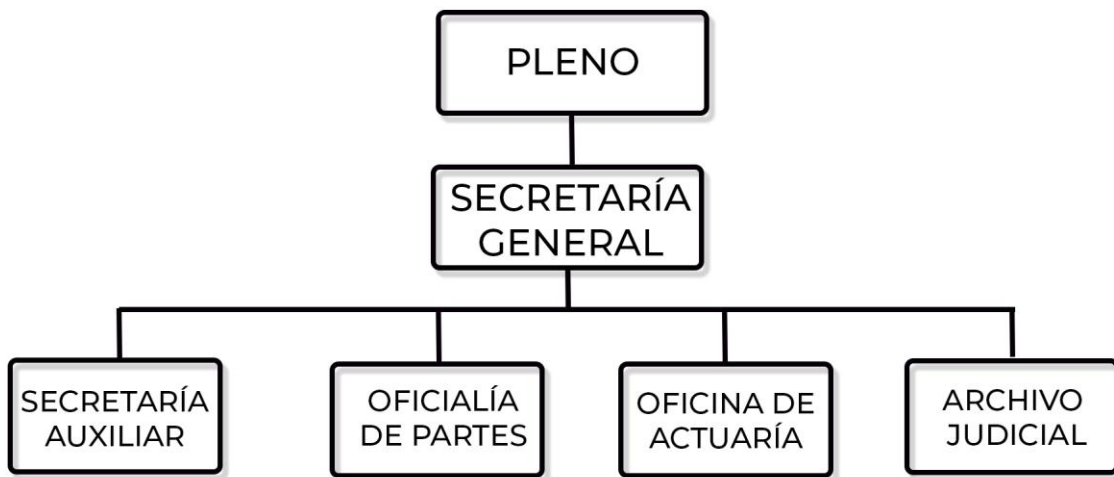 PLENO
SECRETARÍA
GENERAL
SECRETARÍA
AUXILIAR
OFICIALÍA
DE PARTES
OFICINA DE
ACTUARÍA
ARCHIVO
JUDICIAL